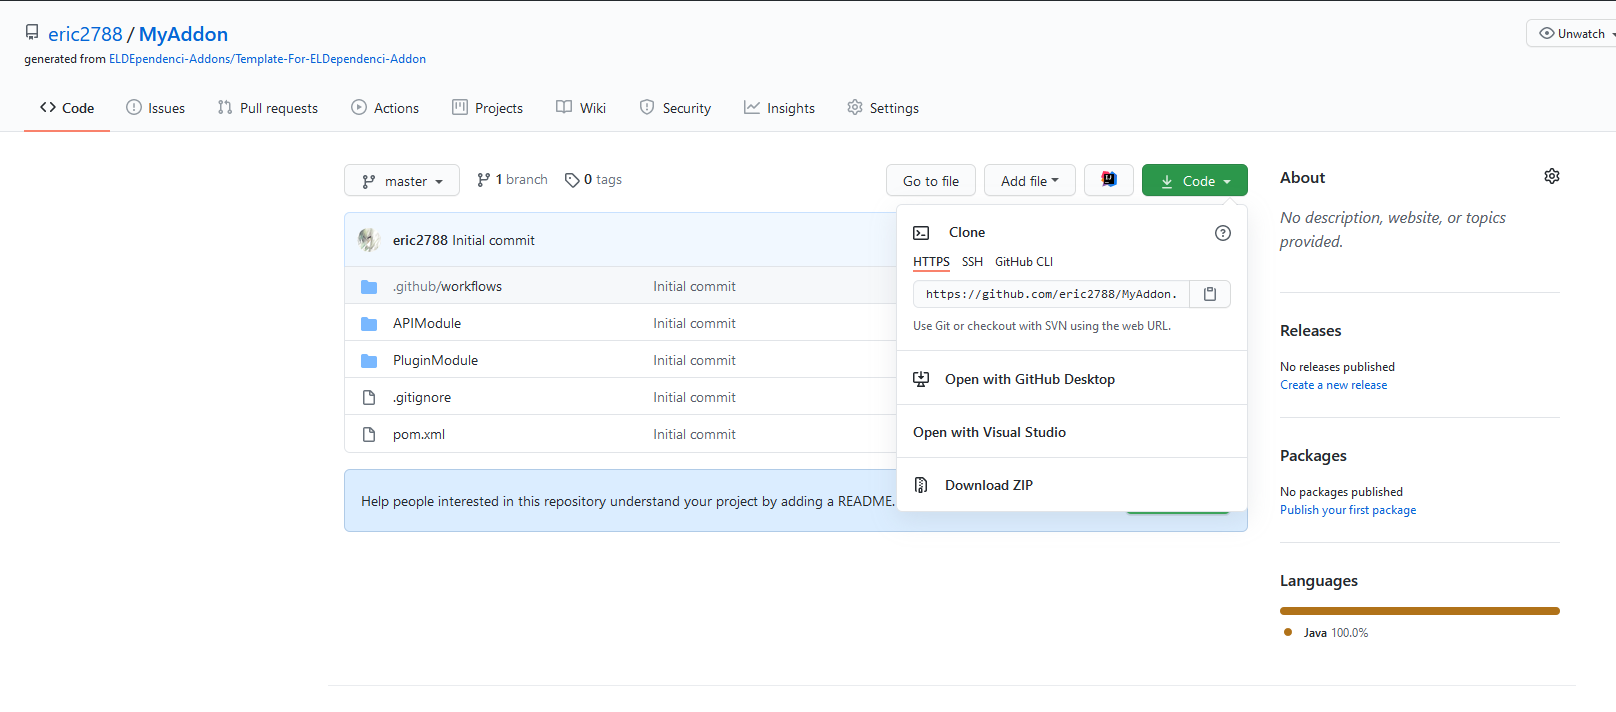 eric2788 / MyAddon
Unwatch
generated from ELDEpendenci-Addons/Template-For-ELDependenci-Addon
Code Issues Pull requests Actions Projects Wiki Security Insights Settings
master 1 branch 0 tags Go to file Add file Code
eric2788 Initial commit
.github/workflows Initial commit
APIModule Initial commit
PluginModule Initial commit
.gitignore Initial commit
pom.xml Initial commit
Help people interested in this repository understand your project by adding a README.
Clone
HTTPS SSH GitHub CLI
https://github.com/eric2788/MyAddon.
Use Git or checkout with SVN using the web URL.
Open with GitHub Desktop
Open with Visual Studio
Download ZIP
About
No description, website, or topics
provided.
Releases
No releases published
Create a new release
Packages
No packages published
Publish your first package
Languages
Java 100.0%